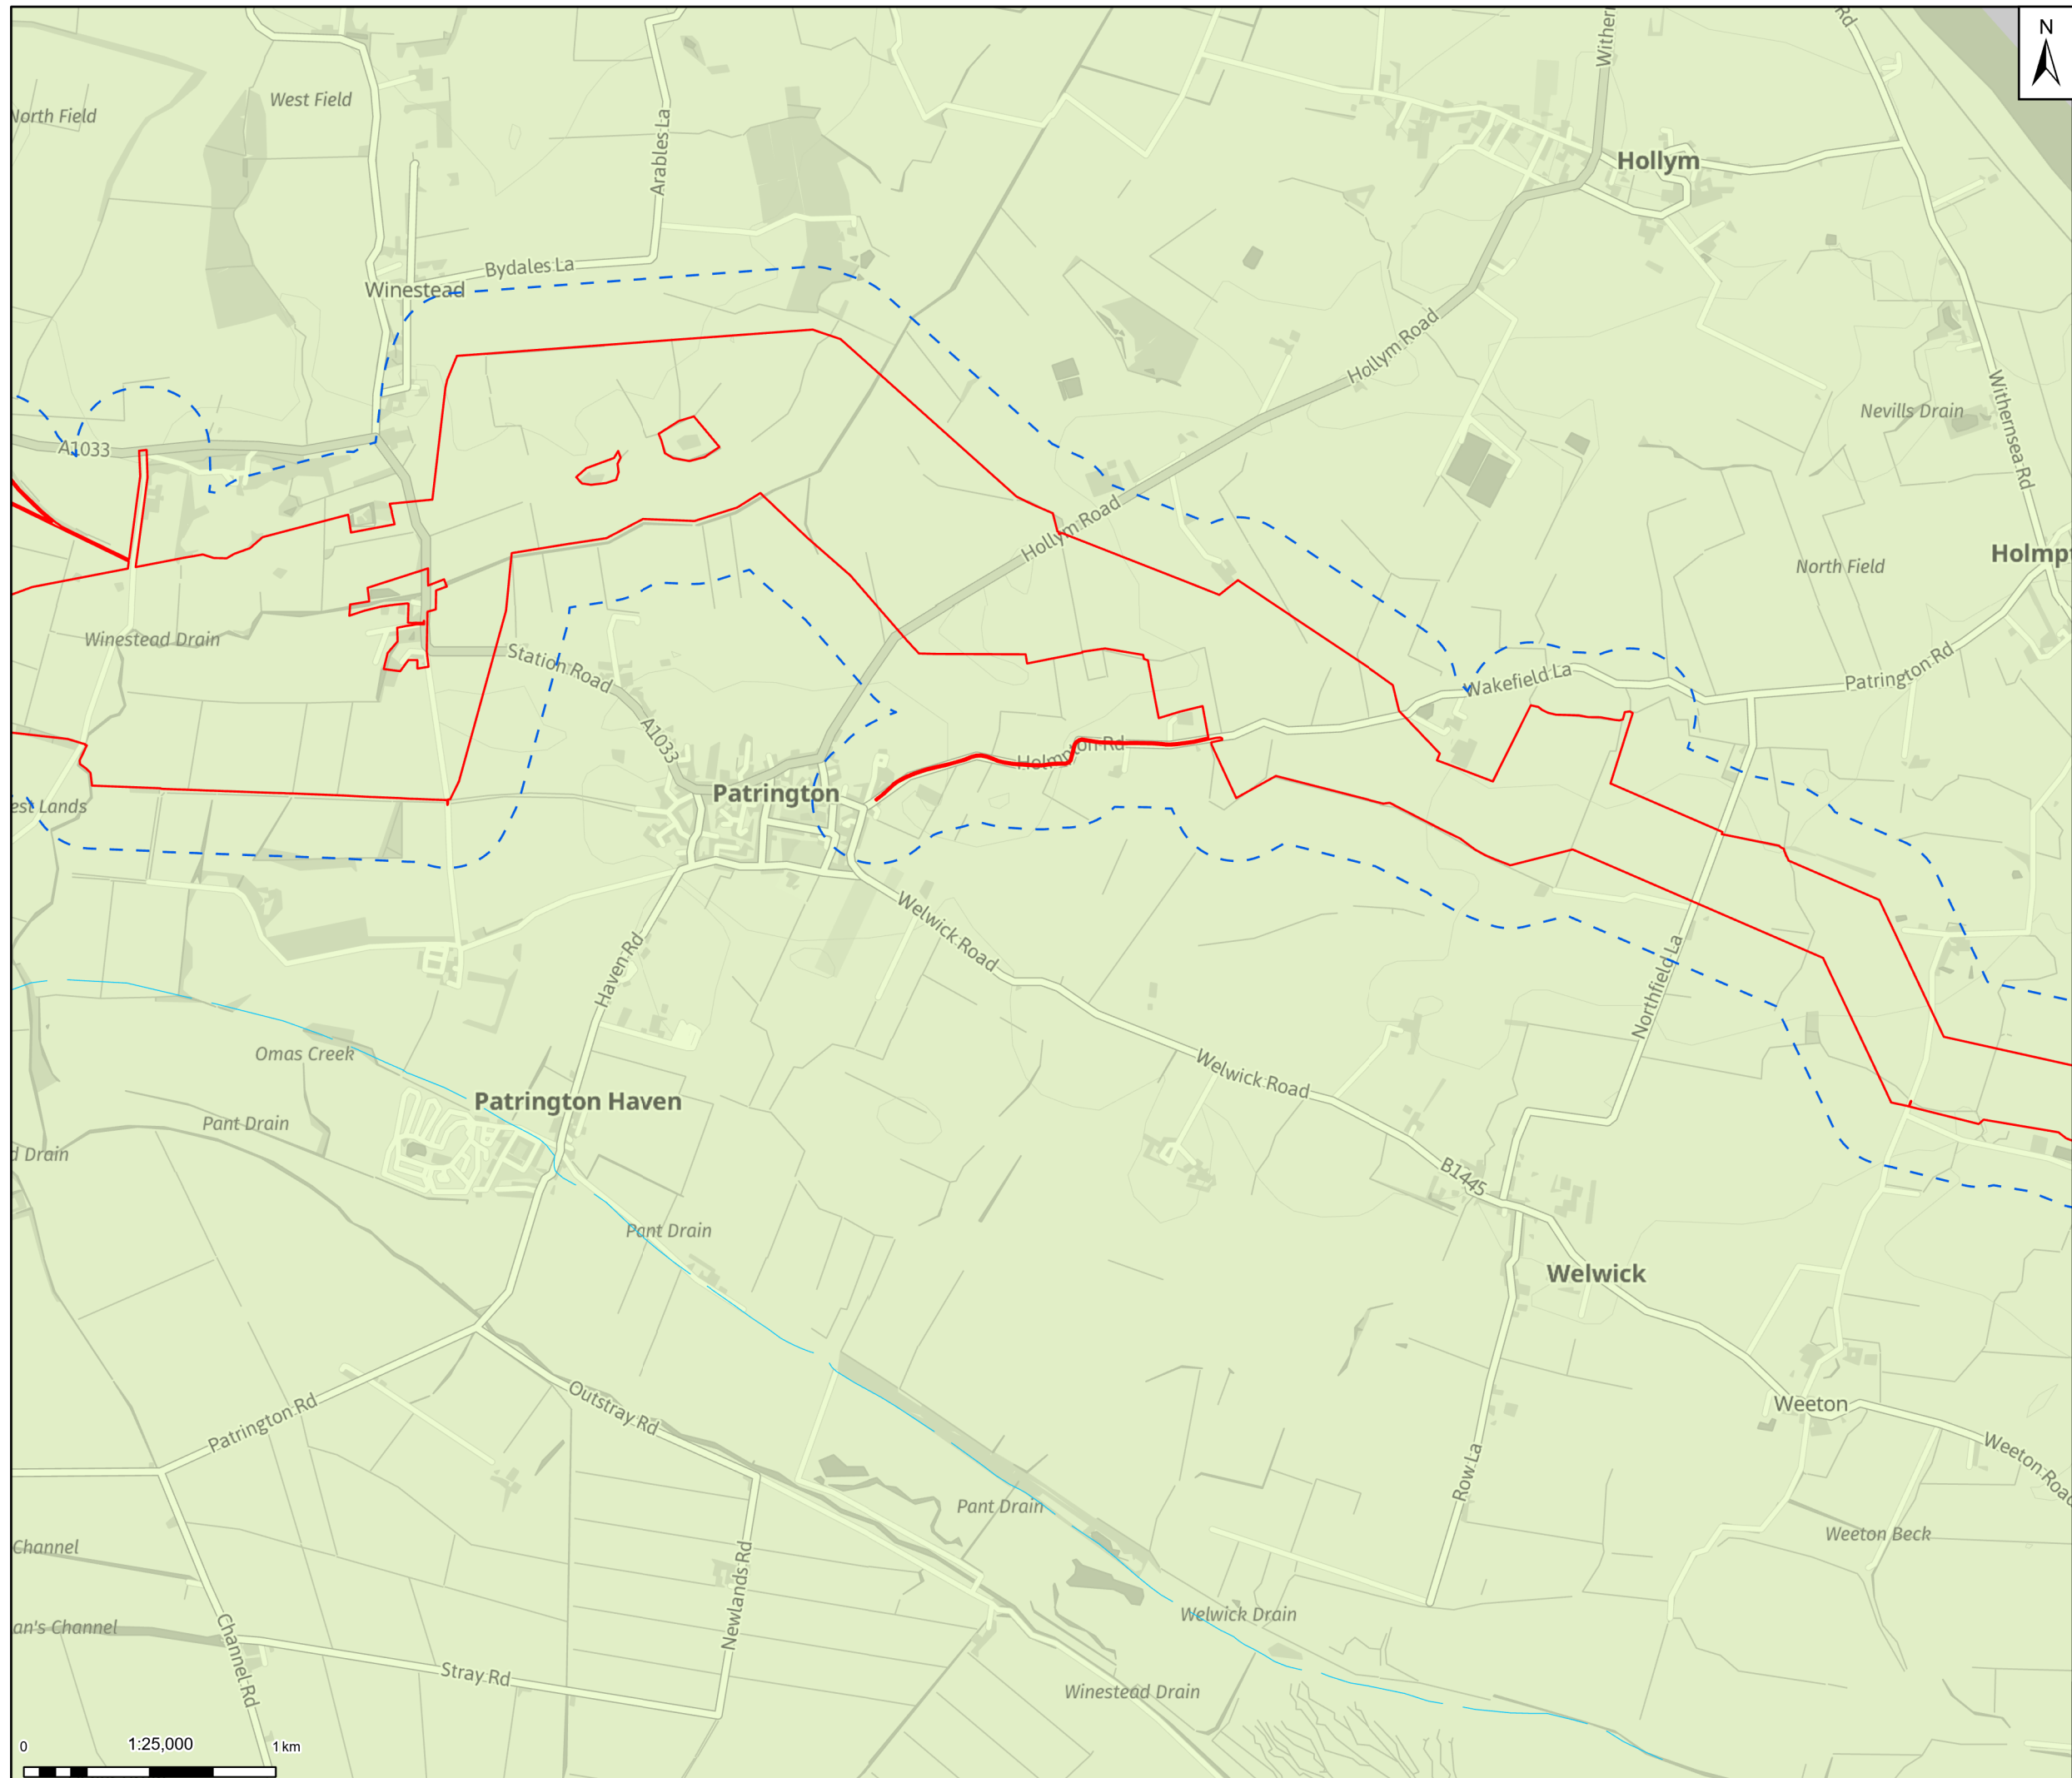 N
Hollym
West Field
North Field
Arables La
Bydales La
Winestead
Hollym Road
Nevills Drain
Withernsea Rd
A1033
Hollym Road
North Field
Winestead Drain
Station Road
Wakefield La
Patrington Rd
A1033
Holmpton Rd
Patrington
Welwick Road
Haven Rd
Northfield La
Omas Creek
Welwick Road
Patrington Haven
Pant Drain
Drain
B1445
Pant Drain
Welwick
Patrington Rd
Outstray Rd
Weeton
Row La
Weeton Road
Pant Drain
Weeton Beck
Channel
Newlands Rd
Welwick Drain
an's Channel
Channel Rd
Stray Rd
Winestead Drain
0 1:25,000 1 km